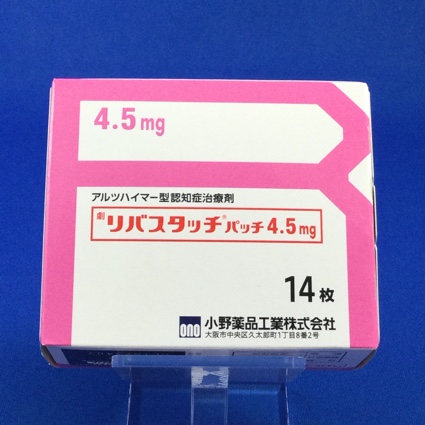 4.5mg
アルツハイマー型認知症治療剤
劇 リバスタッチ® パッチ 4.5mg
14枚
ono 小野薬品工業株式会社
大阪市中央区久太郎町1丁目8番2号